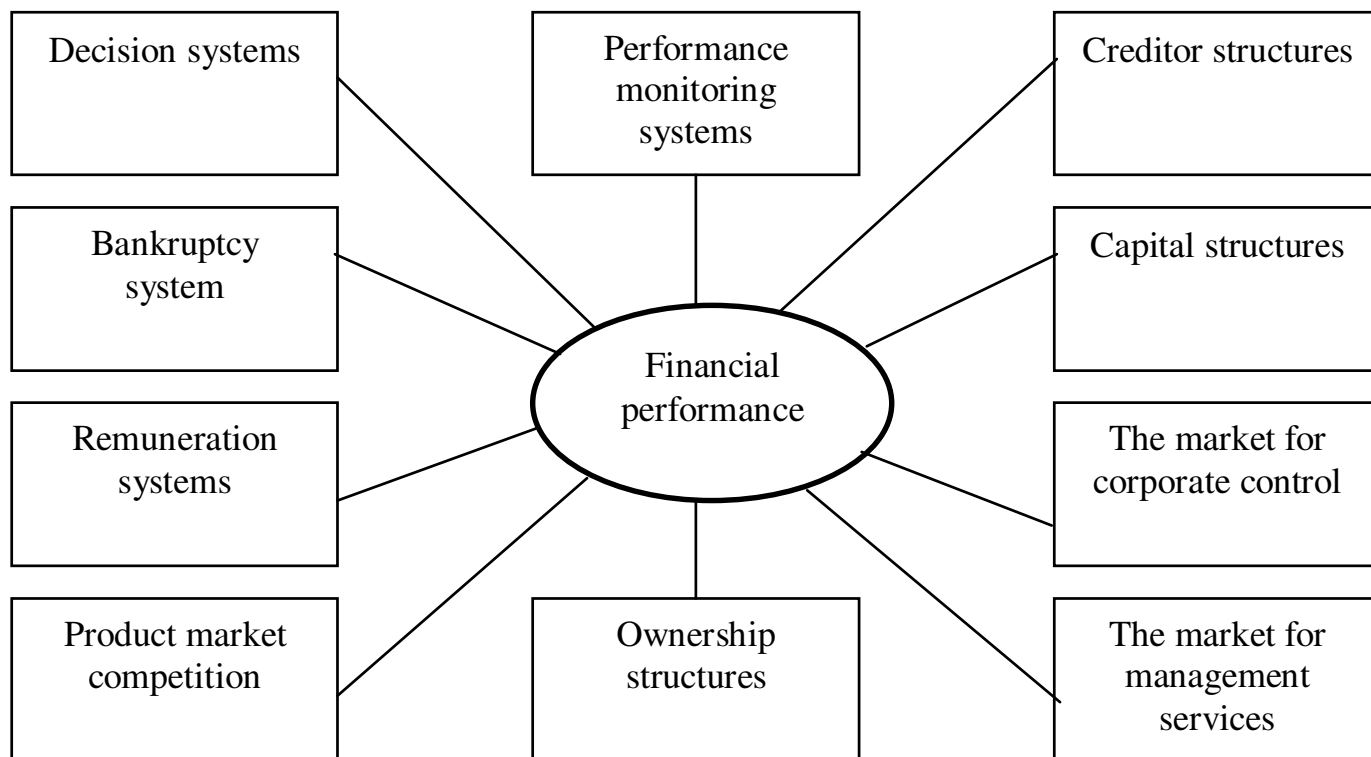 Decision systems
Performance
monitoring
systems
Creditor structures
Bankruptcy
system
Capital structures
Financial
performance
Remuneration
systems
The market for
corporate control
Product market
competition
Ownership
structures
The market for
management
services